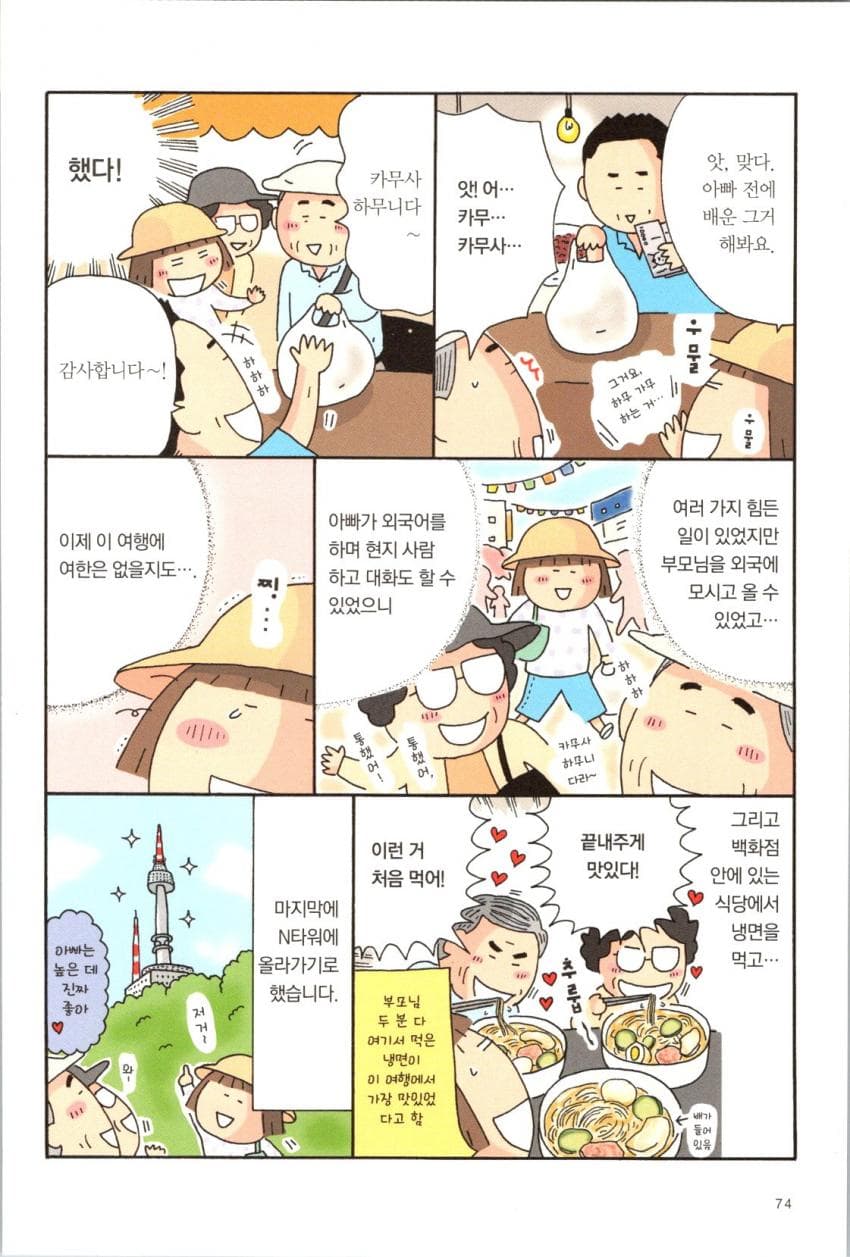 앗, 맞다.
아빠 전에
배운 그거
해봐요.
우물
우물
그거요,
하무 가무
하는 거…
앗! 어…
카무…
카무사…
카무사
하무니다
~
했다!
하하하
감사합니다~!
여러 가지 힘든
일이 있었지만
부모님을 외국에
모시고 올 수
있었고…
하하하
카무사
하무니
다라~
아빠가 외국어를
하며 현지 사람
하고 대화도 할 수
있었으니
통했어,
통했어!
이제 이 여행에
여한은 없을지도….
찌잉……
그리고
백화점
안에 있는
식당에서
냉면을
먹고…
끝내주게
맛있다!
이런 거
처음 먹어!
추릅
배가
들어
있음
부모님
두 분 다
여기서 먹은
냉면이
이 여행에서
가장 맛있었
다고 함
마지막에
N타워에
올라가기로
했습니다.
저걸
와
아빠는
높은 데
진짜
좋아
74